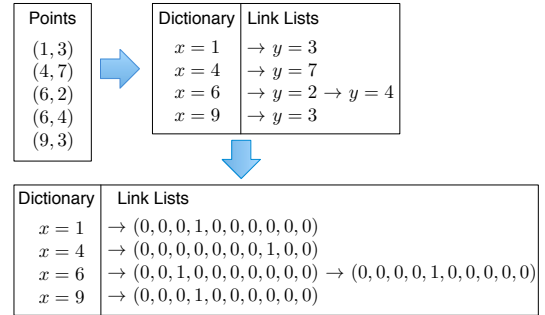 Points
(1, 3)
(4, 7)
(6, 2)
(6, 4)
(9, 3)
Dictionary Link Lists
x = 1 → y = 3
x = 4 → y = 7
x = 6 → y = 2 → y = 4
x = 9 → y = 3
Dictionary Link Lists
x = 1 → (0, 0, 0, 1, 0, 0, 0, 0, 0, 0)
x = 4 → (0, 0, 0, 0, 0, 0, 0, 1, 0, 0)
x = 6 → (0, 0, 1, 0, 0, 0, 0, 0, 0, 0) → (0, 0, 0, 0, 1, 0, 0, 0, 0, 0)
x = 9 → (0, 0, 0, 1, 0, 0, 0, 0, 0, 0)